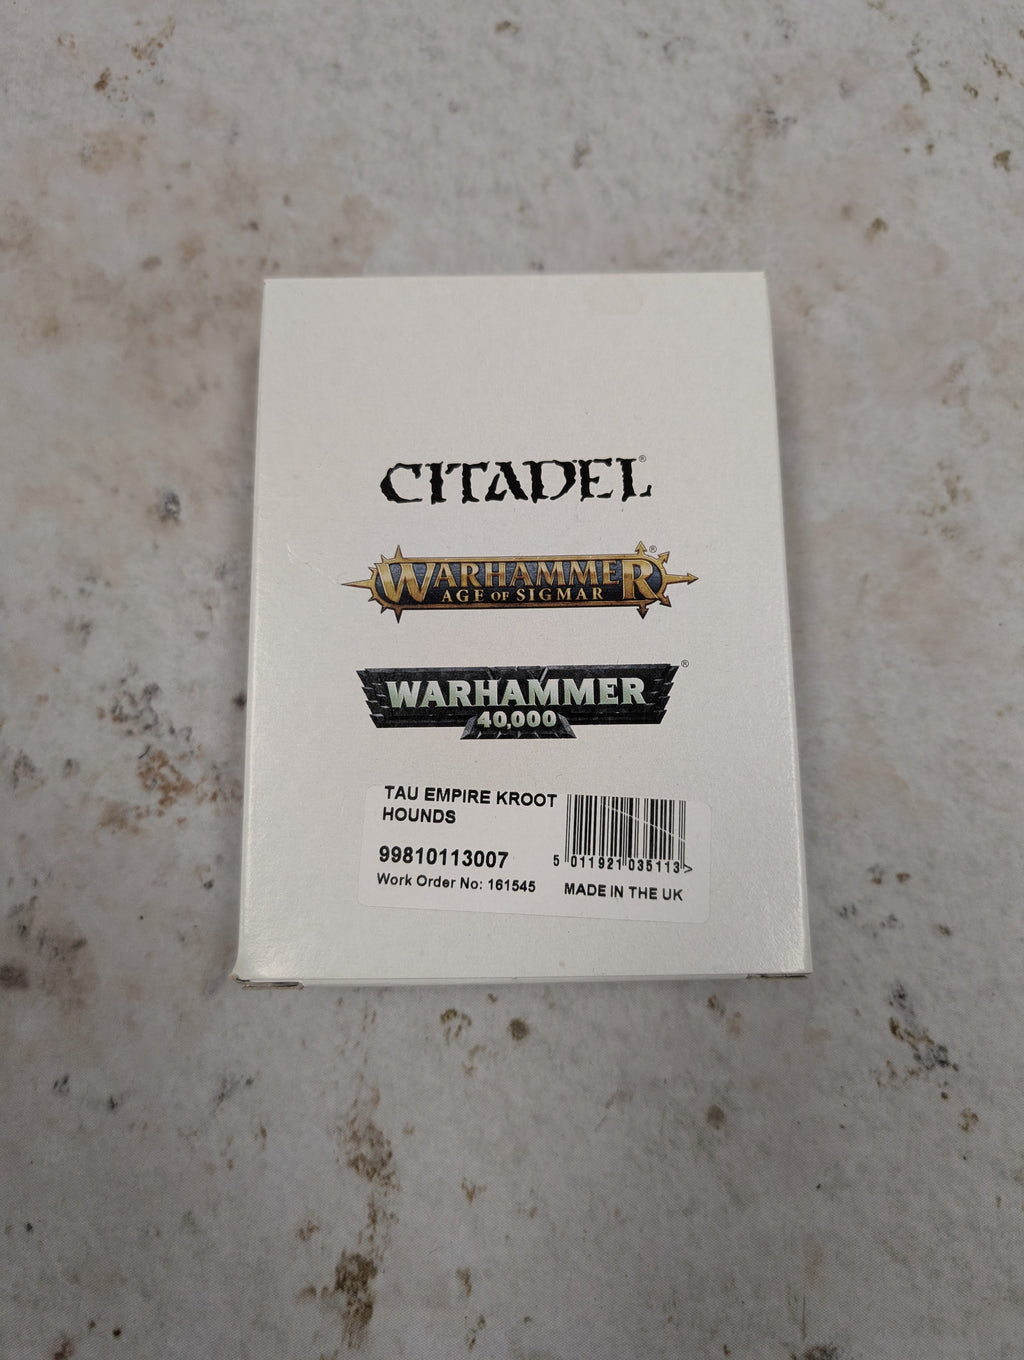 CITADEL®
WARHAMMER®
AGE OF SIGMAR
WARHAMMER®
40,000
TAU EMPIRE KROOT
HOUNDS
99810113007
Work Order No: 161545
5 011921 035113 >
MADE IN THE UK